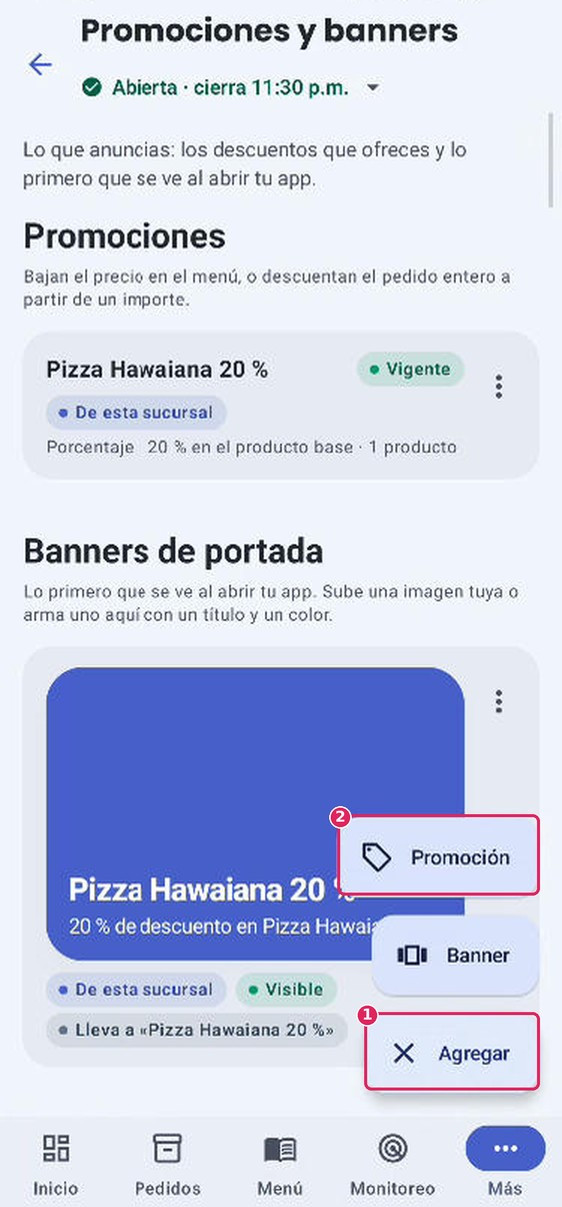 Promociones y banners
Abierta · cierra 11:30 p.m.
Lo que anuncias: los descuentos que ofreces y lo
primero que se ve al abrir tu app.
Promociones
Bajan el precio en el menú, o descuentan el pedido entero a
partir de un importe.
Pizza Hawaiana 20 %
Vigente
De esta sucursal
Porcentaje 20 % en el producto base · 1 producto
Banners de portada
Lo primero que se ve al abrir tu app. Sube una imagen tuya o
arma uno aquí con un título y un color.
2
Promoción
Pizza Hawaiana 20 %
20 % de descuento en Pizza Hawaia
Banner
De esta sucursal
Visible
Lleva a «Pizza Hawaiana 20 %»
1
Agregar
Inicio
Pedidos
Menú
Monitoreo
Más